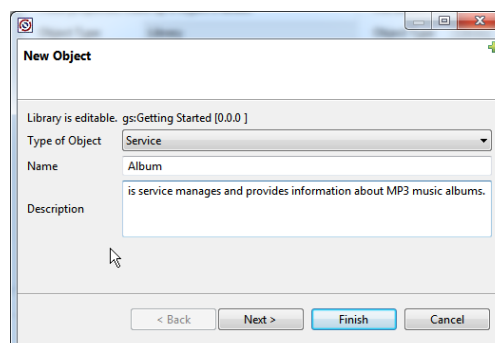 New Object
Library is editable. gs:Getting Started [0.0.0 ]
Type of Object Service
Name Album
Description is service manages and provides information about MP3 music albums.
< Back Next > Finish Cancel